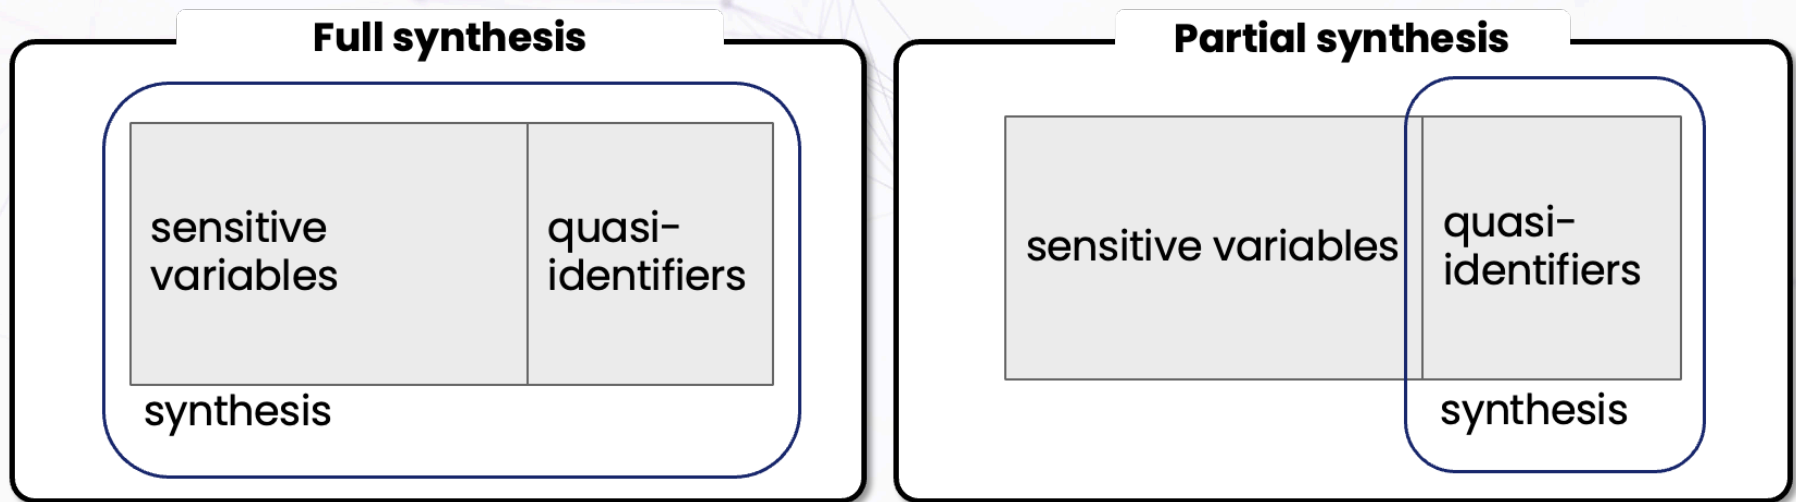 Full synthesis
sensitive
variables
quasi-
identifiers
synthesis
Partial synthesis
sensitive variables
quasi-
identifiers
synthesis